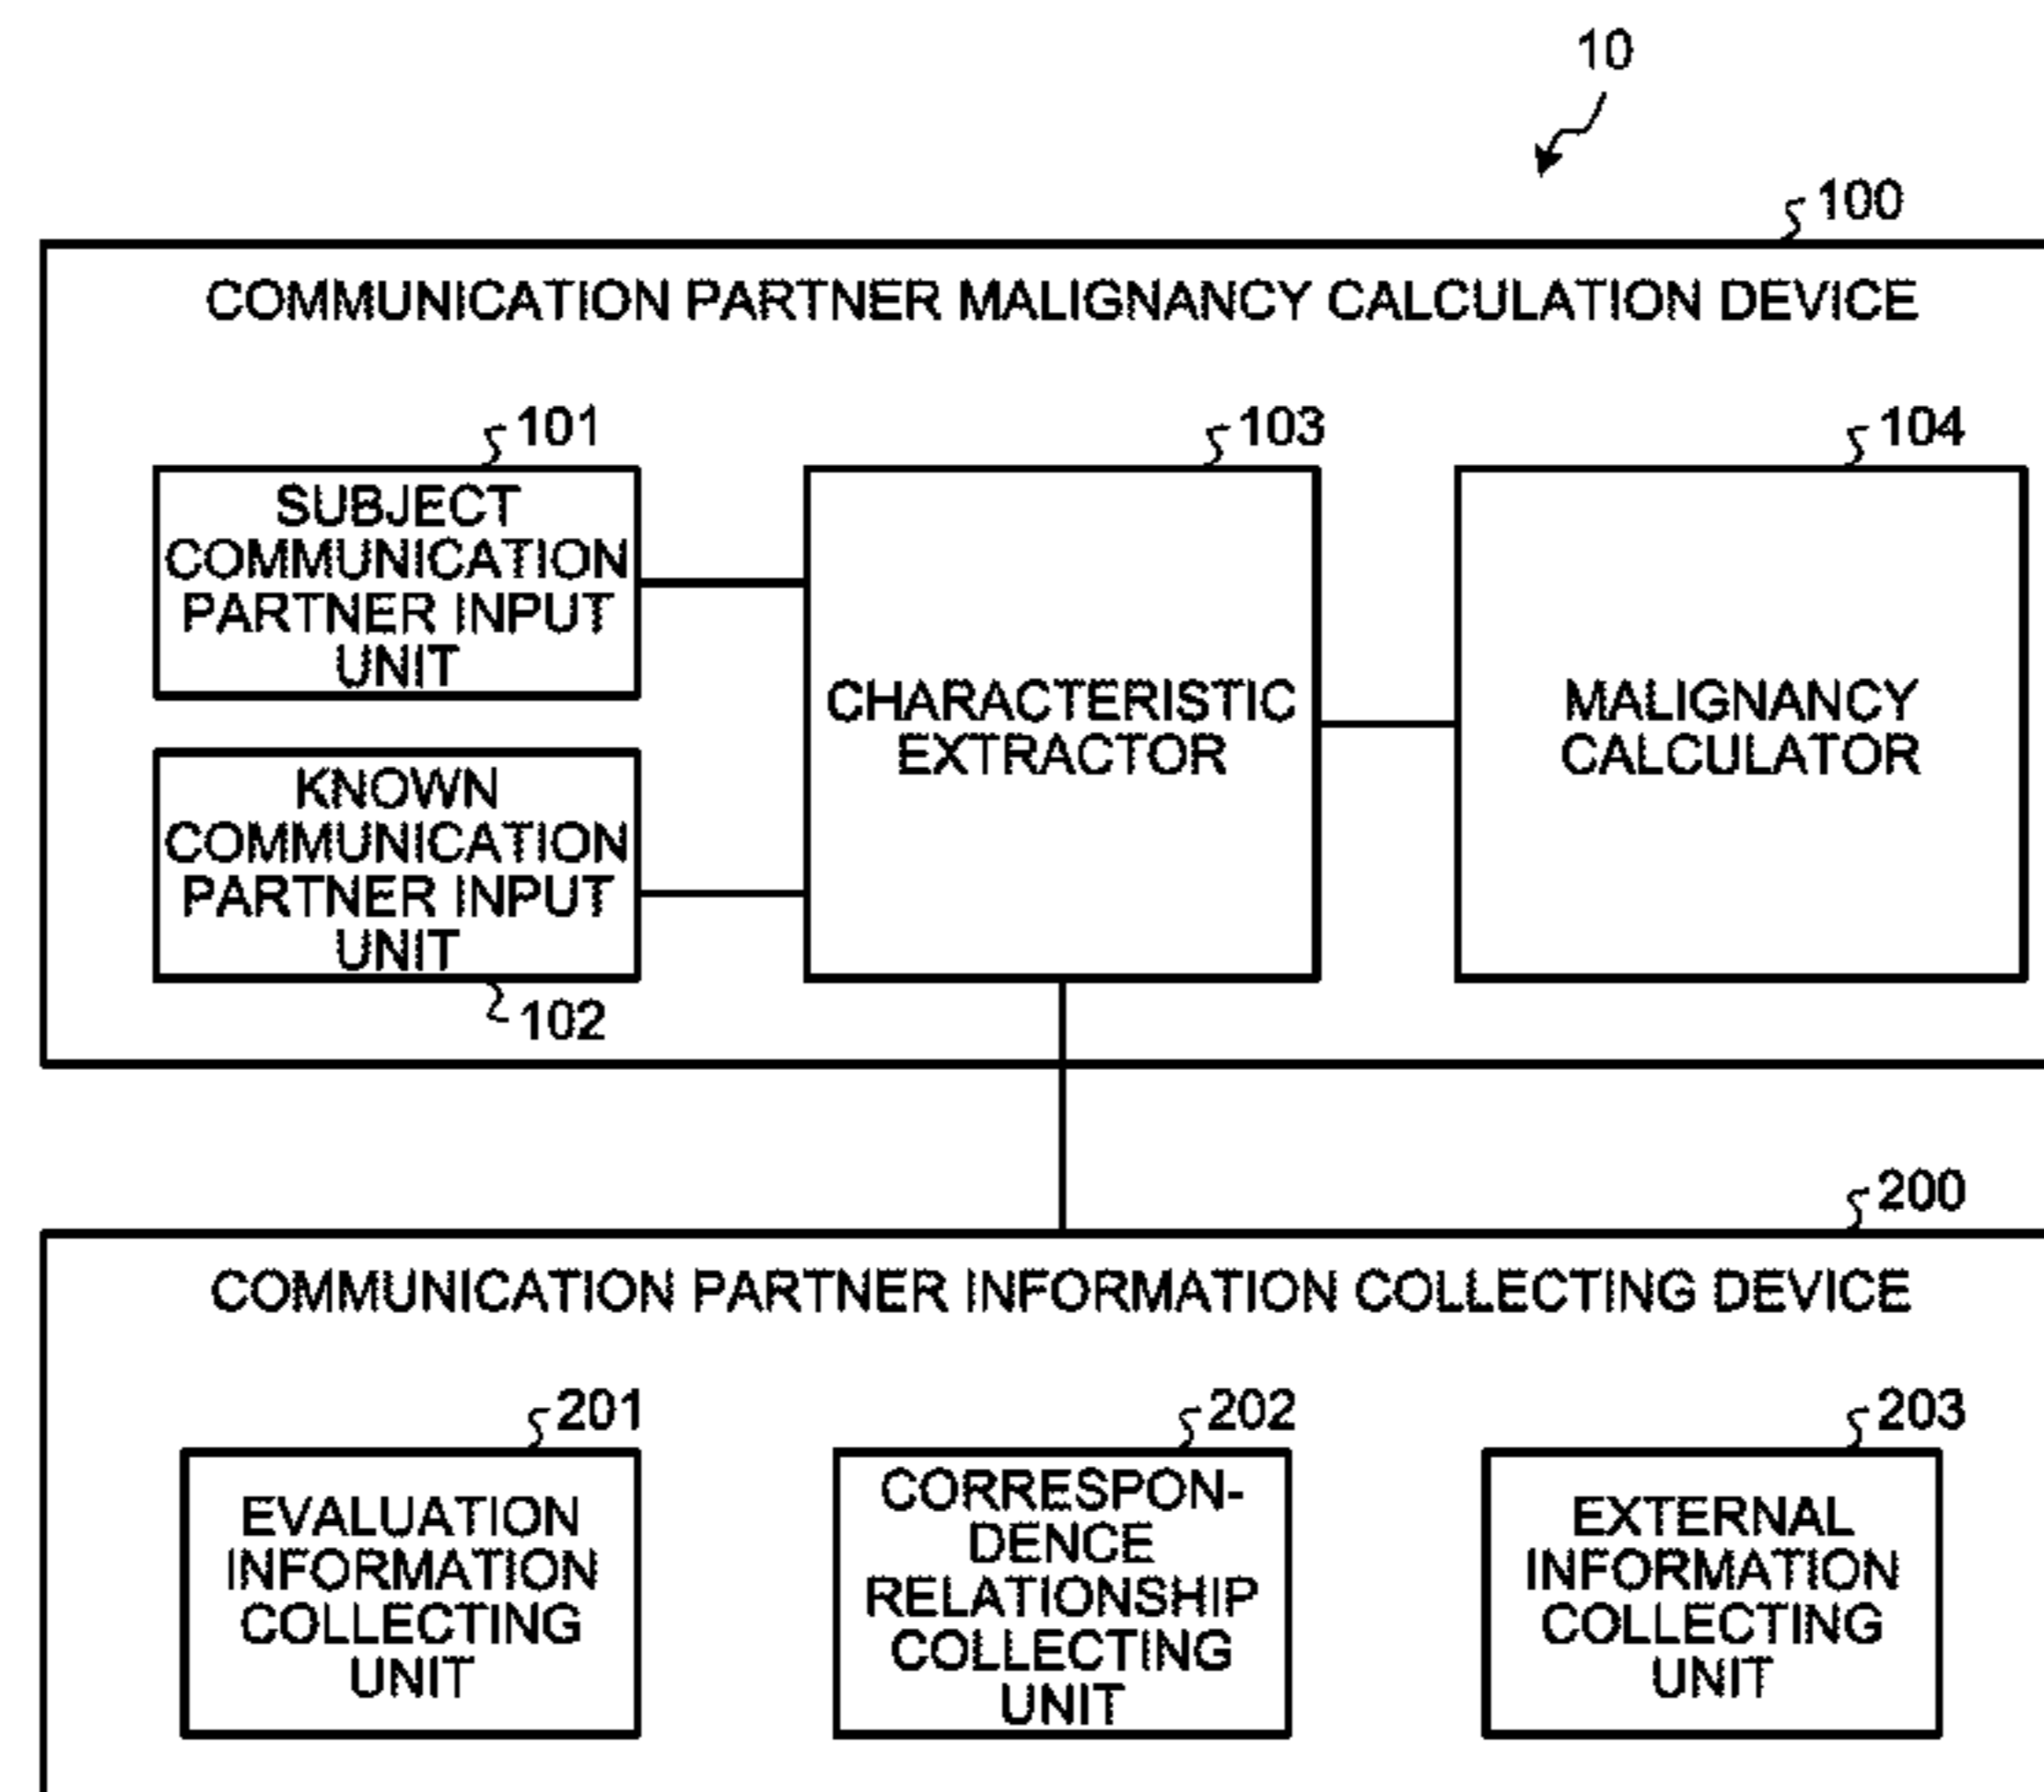 10
100
COMMUNICATION PARTNER MALIGNANCY CALCULATION DEVICE
101
SUBJECT
COMMUNICATION
PARTNER INPUT
UNIT
KNOWN
COMMUNICATION
PARTNER INPUT
UNIT
102
103
CHARACTERISTIC
EXTRACTOR
104
MALIGNANCY
CALCULATOR
200
COMMUNICATION PARTNER INFORMATION COLLECTING DEVICE
201
EVALUATION
INFORMATION
COLLECTING
UNIT
202
CORRESPON-
DENCE
RELATIONSHIP
COLLECTING
UNIT
203
EXTERNAL
INFORMATION
COLLECTING
UNIT